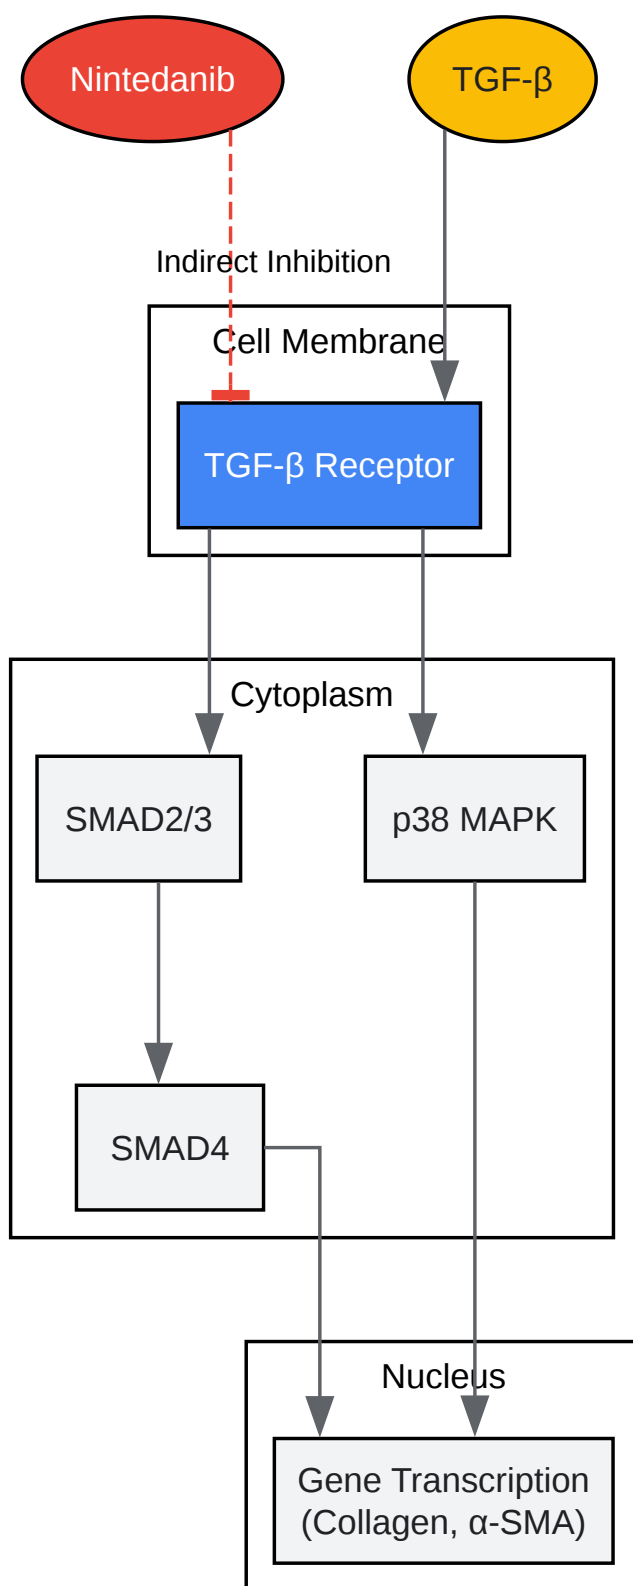 Nintedanib
TGF-β
Indirect Inhibition
Cell Membrane
TGF-β Receptor
Cytoplasm
SMAD2/3
p38 MAPK
SMAD4
Nucleus
Gene Transcription
(Collagen, α-SMA)